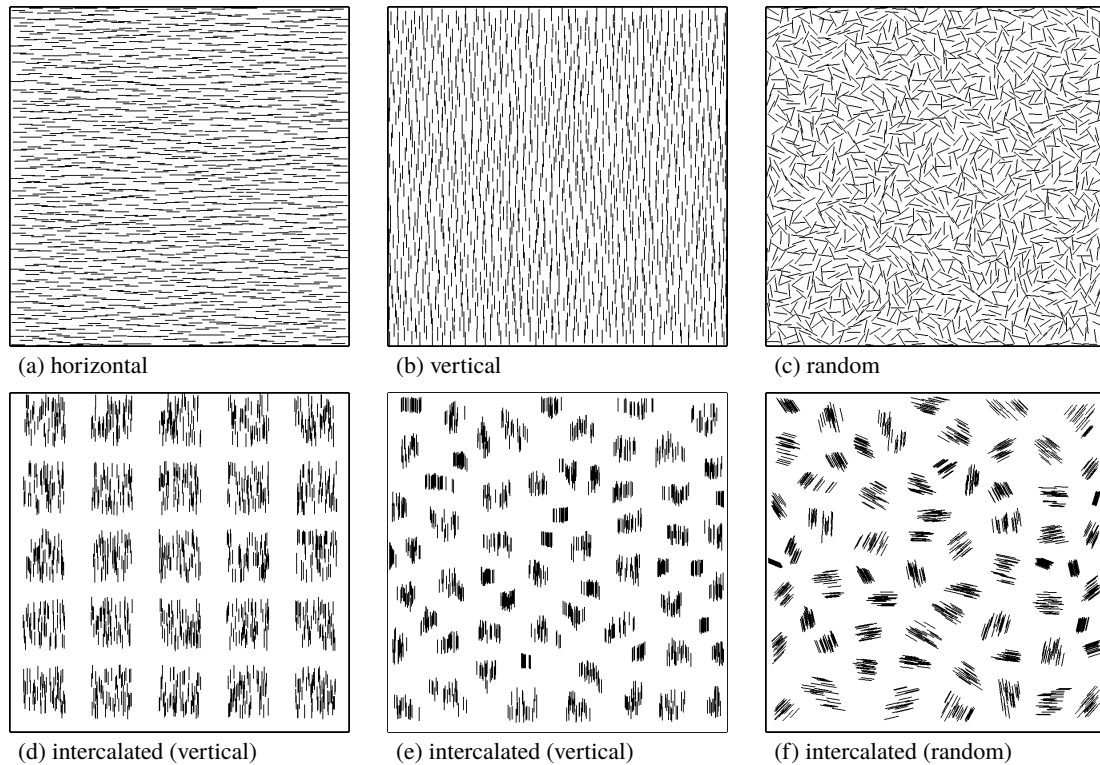 (a) horizontal
(b) vertical
(c) random
(d) intercalated (vertical)
(e) intercalated (vertical)
(f) intercalated (random)